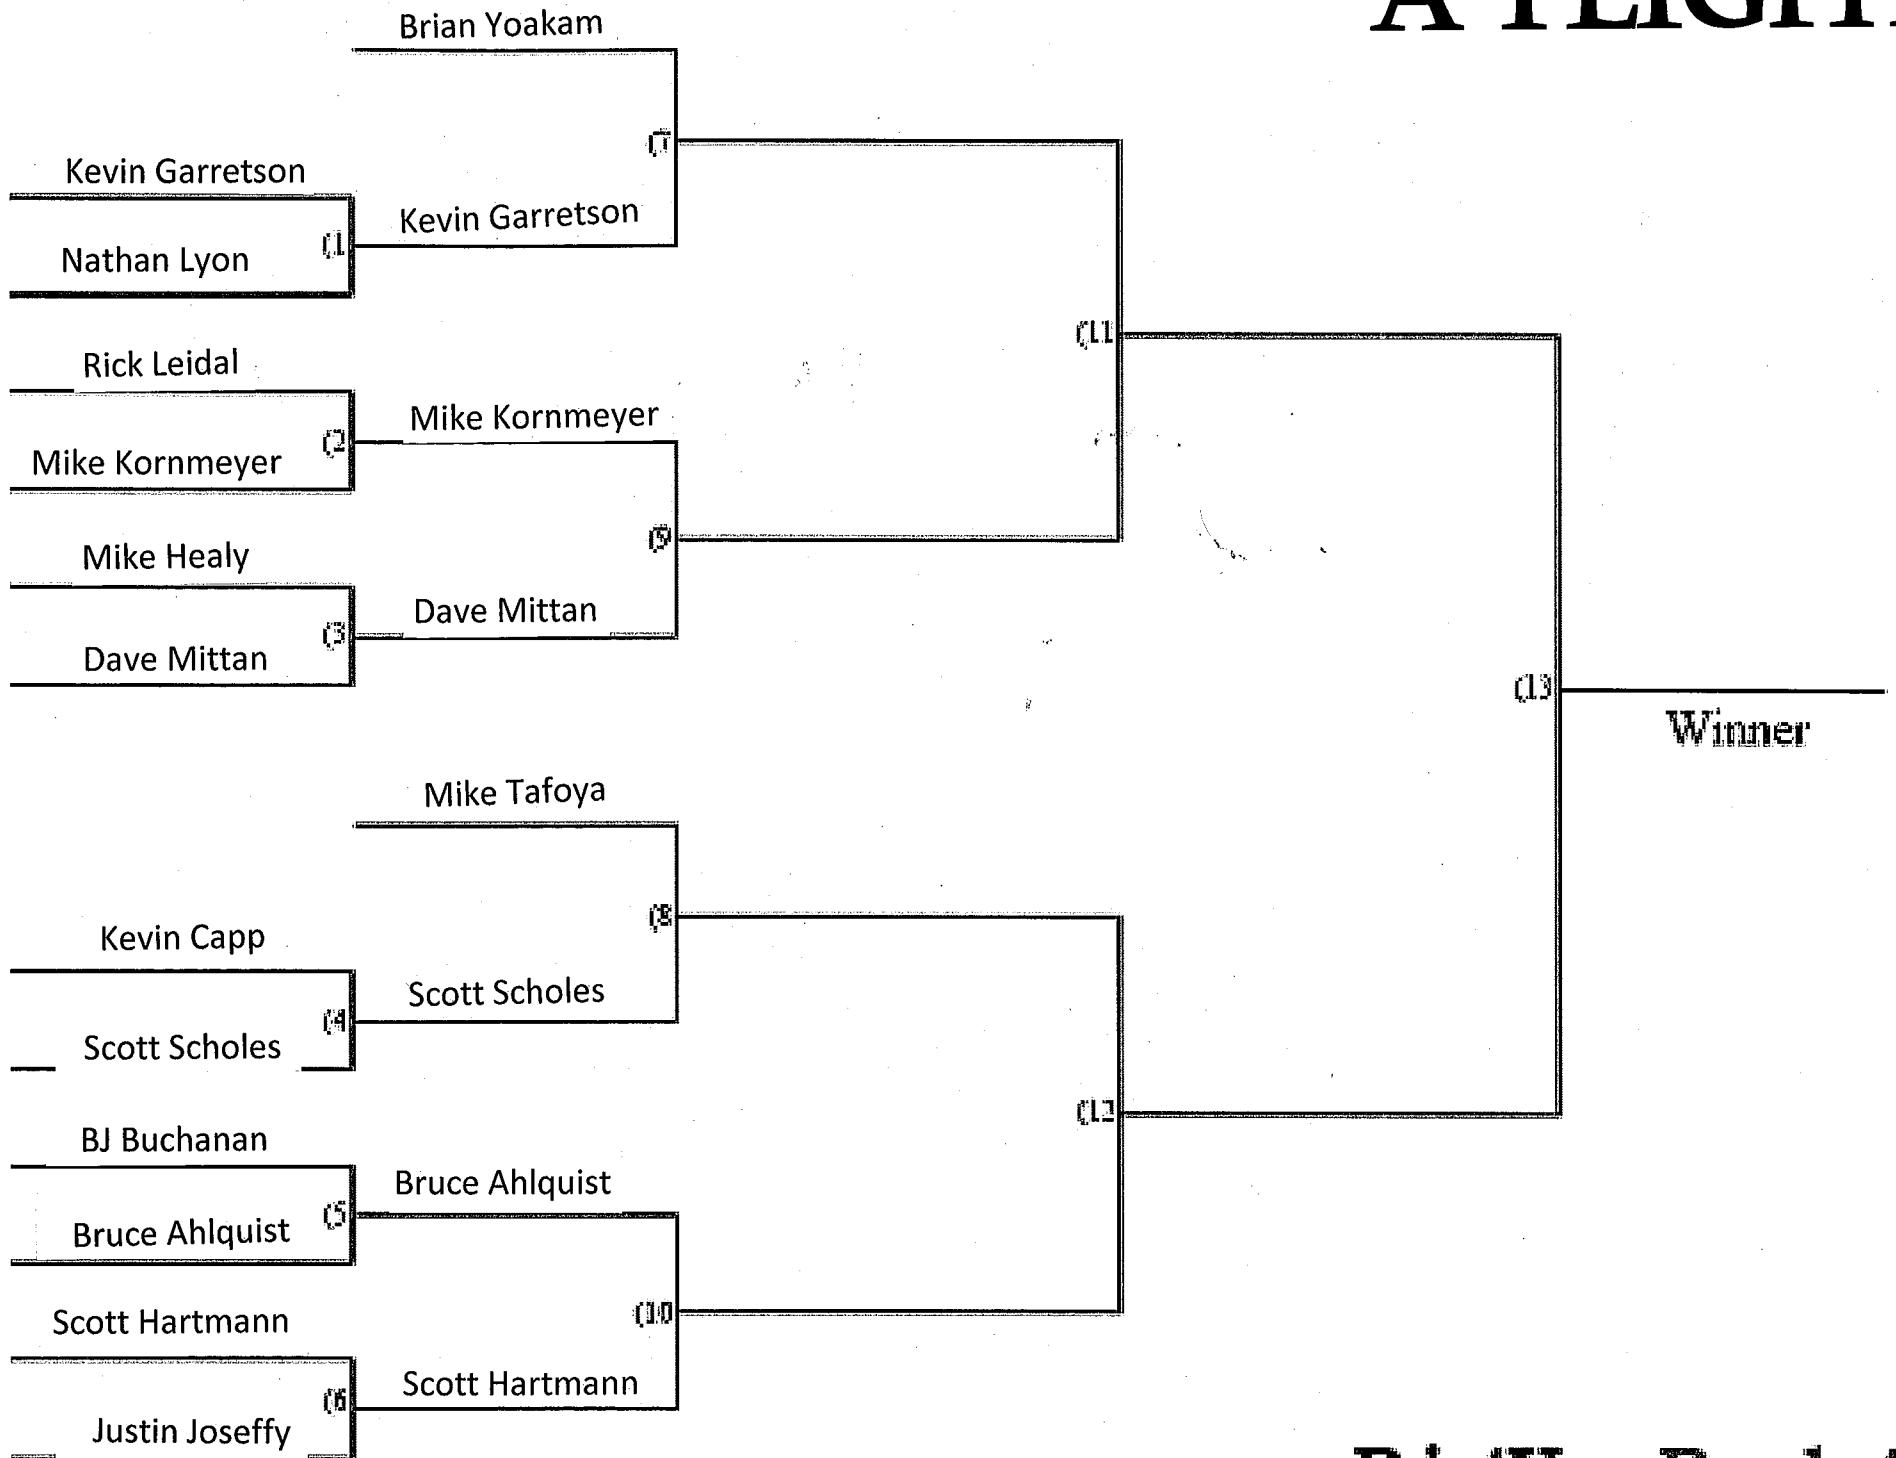 A FLIGHT
Brian Yoakam
(7
Kevin Garretson
Kevin Garretson
(1
Nathan Lyon
(11
Rick Leidal
Mike Kornmeyer
(2
Mike Kornmeyer
(9
Mike Healy
Dave Mittan
(3
Dave Mittan
(13
Winner
Mike Tafoya
(8
Kevin Capp
Scott Scholes
(4
Scott Scholes
(12
BJ Buchanan
Bruce Ahlquist
(5
Bruce Ahlquist
(10
Scott Hartmann
Scott Hartmann
(6
Justin Joseffy